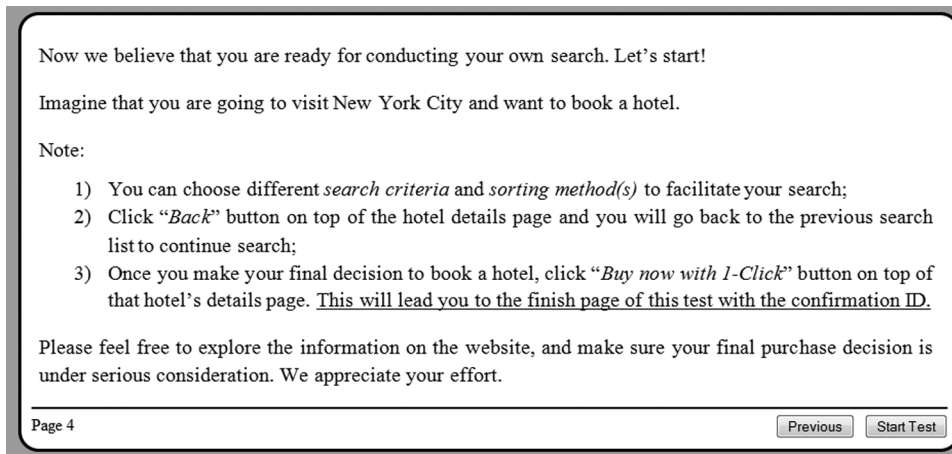 Now we believe that you are ready for conducting your own search. Let’s start!
Imagine that you are going to visit New York City and want to book a hotel.
Note:
1) You can choose different search criteria and sorting method(s) to facilitate your search;
2) Click “Back” button on top of the hotel details page and you will go back to the previous search
list to continue search;
3) Once you make your final decision to book a hotel, click “Buy now with 1-Click” button on top of
that hotel’s details page. This will lead you to the finish page of this test with the confirmation ID.
Please feel free to explore the information on the website, and make sure your final purchase decision is
under serious consideration. We appreciate your effort.
Page 4
Previous
Start Test